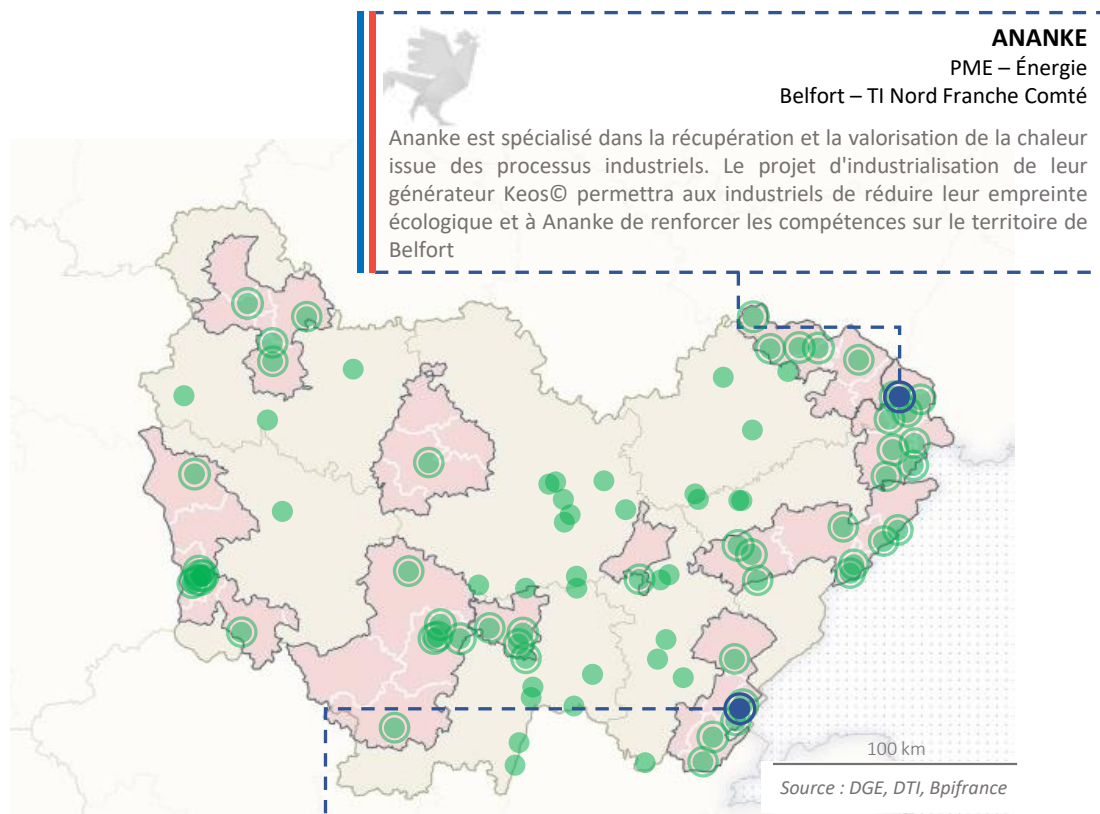 ANANKE
PME – Énergie
Belfort – TI Nord Franche Comté
Ananke est spécialisé dans la récupération et la valorisation de la chaleur
issue des processus industriels. Le projet d'industrialisation de leur
générateur Keos© permettra aux industriels de réduire leur empreinte
écologique et à Ananke de renforcer les compétences sur le territoire de
Belfort
100 km
Source : DGE, DTI, Bpifrance